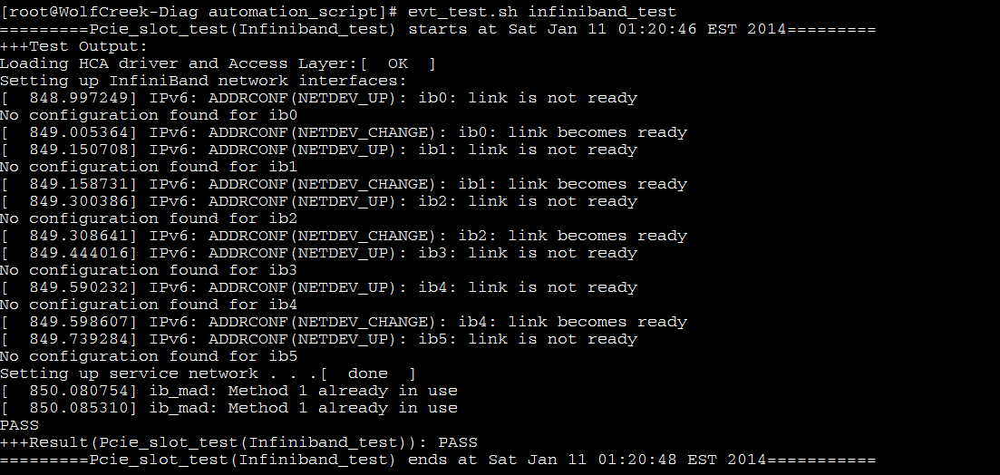 [root@WolfCreek-Diag automation_script]# evt_test.sh infiniband_test
=========Pcie_slot_test(Infiniband_test) starts at Sat Jan 11 01:20:46 EST 2014=========
+++Test Output:
Loading HCA driver and Access Layer:[  OK  ]
Setting up InfiniBand network interfaces:
[  848.997249] IPv6: ADDRCONF(NETDEV_UP): ib0: link is not ready
No configuration found for ib0
[  849.005364] IPv6: ADDRCONF(NETDEV_CHANGE): ib0: link becomes ready
[  849.150708] IPv6: ADDRCONF(NETDEV_UP): ib1: link is not ready
No configuration found for ib1
[  849.158731] IPv6: ADDRCONF(NETDEV_CHANGE): ib1: link becomes ready
[  849.300386] IPv6: ADDRCONF(NETDEV_UP): ib2: link is not ready
No configuration found for ib2
[  849.308641] IPv6: ADDRCONF(NETDEV_CHANGE): ib2: link becomes ready
[  849.444016] IPv6: ADDRCONF(NETDEV_UP): ib3: link is not ready
No configuration found for ib3
[  849.590232] IPv6: ADDRCONF(NETDEV_UP): ib4: link is not ready
No configuration found for ib4
[  849.598607] IPv6: ADDRCONF(NETDEV_CHANGE): ib4: link becomes ready
[  849.739284] IPv6: ADDRCONF(NETDEV_UP): ib5: link is not ready
No configuration found for ib5
Setting up service network . . .[  done  ]
[  850.080754] ib_mad: Method 1 already in use
[  850.085310] ib_mad: Method 1 already in use
PASS
+++Result(Pcie_slot_test(Infiniband_test)): PASS
=========Pcie_slot_test(Infiniband_test) ends at Sat Jan 11 01:20:48 EST 2014===========